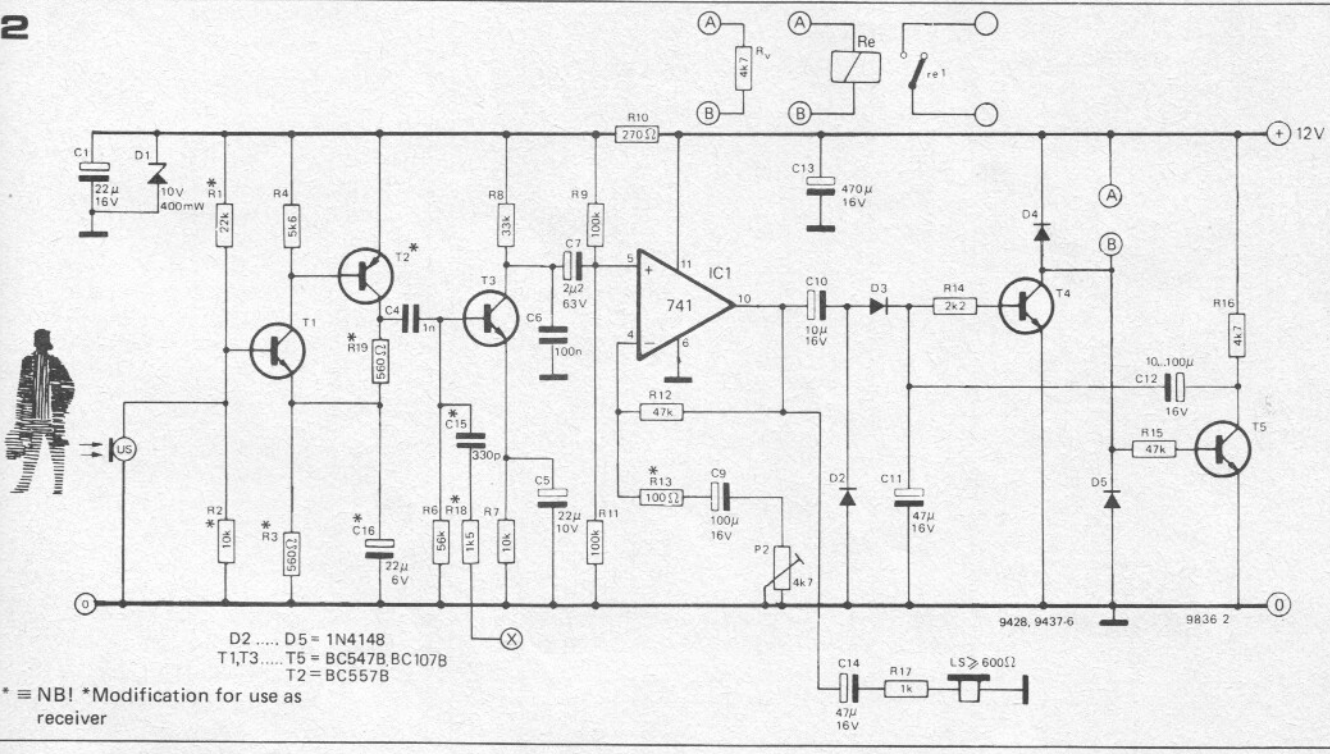 2
A
A
Rv
4k7
Re
re1
B
B
R10
270Ω
+ 12V
C1
22µ
16V
D1
10V
400mW
*
R1
22k
R4
5k6
T2*
R8
33k
R9
100k
C7
2µ2
63V
C13
470µ
16V
D4
A
B
5
+
11
IC1
741
10
4
−
6
T1
C4
1n
T3
C6
100n
C10
10µ
16V
D3
R14
2k2
T4
R16
4k7
*
R19
560Ω
10...100µ
C12
16V
US
R12
47k
*
C15
330p
T5
R15
47k
*
R13
100Ω
C9
100µ
16V
D2
C11
47µ
16V
D5
R2
*
10k
*
R3
560Ω
*
C16
22µ
6V
R6
56k
*
R18
1k5
R7
10k
C5
22µ
10V
R11
100k
P2
4k7
0
0
9428, 9437-6
9836 2
D2 ..... D5 = 1N4148
T1,T3..... T5 = BC547B, BC107B
T2 = BC557B
X
* ≡ NB! *Modification for use as
receiver
C14
47µ
16V
R17
1k
LS ⩾ 600Ω